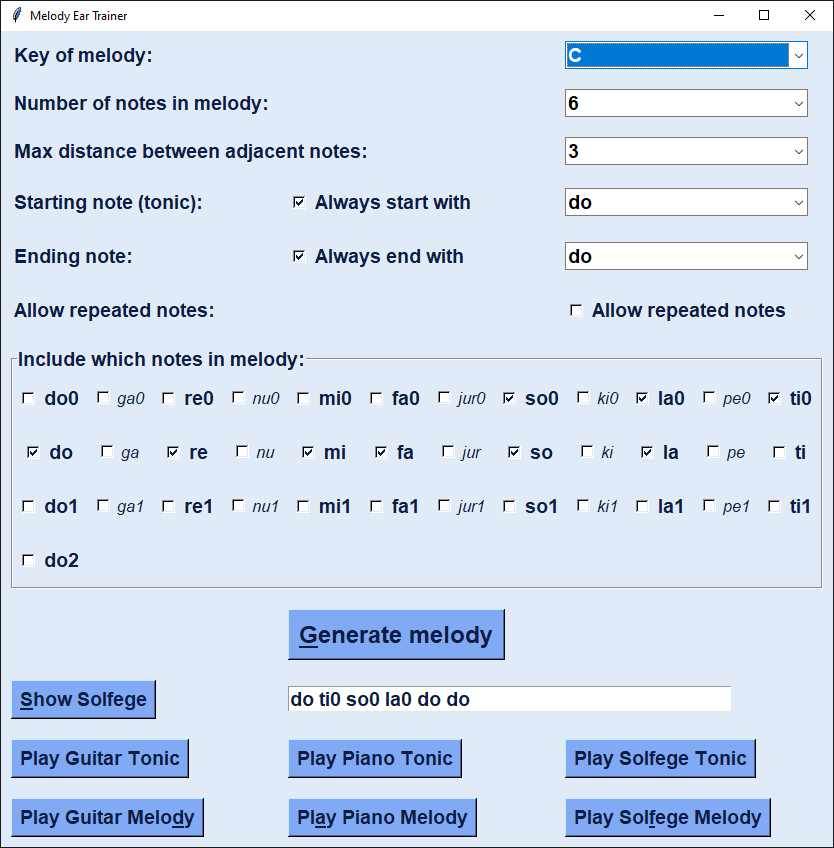 Melody Ear Trainer
Key of melody: C
Number of notes in melody: 6
Max distance between adjacent notes: 3
Starting note (tonic): Always start with do
Ending note: Always end with do
Allow repeated notes: Allow repeated notes
Include which notes in melody:
do0 ga0 re0 nu0 mi0 fa0 jur0 so0 ki0 la0 pe0 ti0
do ga re nu mi fa jur so ki la pe ti
do1 ga1 re1 nu1 mi1 fa1 jur1 so1 ki1 la1 pe1 ti1
do2
Generate melody
Show Solfege do ti0 so0 la0 do do
Play Guitar Tonic Play Piano Tonic Play Solfege Tonic
Play Guitar Melody Play Piano Melody Play Solfege Melody